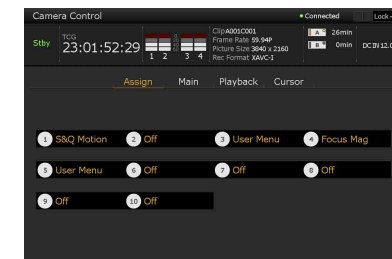 Camera Control
Connected
Lock
Stby
TCG
23:01:52:29
1 2 3 4
Clip A001C001
Frame Rate 59.94P
Picture Size 3840 x 2160
Rec Format XAVC-I
A 26min
B 0min
DC IN 12.0
Assign Main Playback Cursor
1 S&Q Motion 2 Off 3 User Menu 4 Focus Mag
5 User Menu 6 Off 7 Off 8 Off
9 Off 10 Off